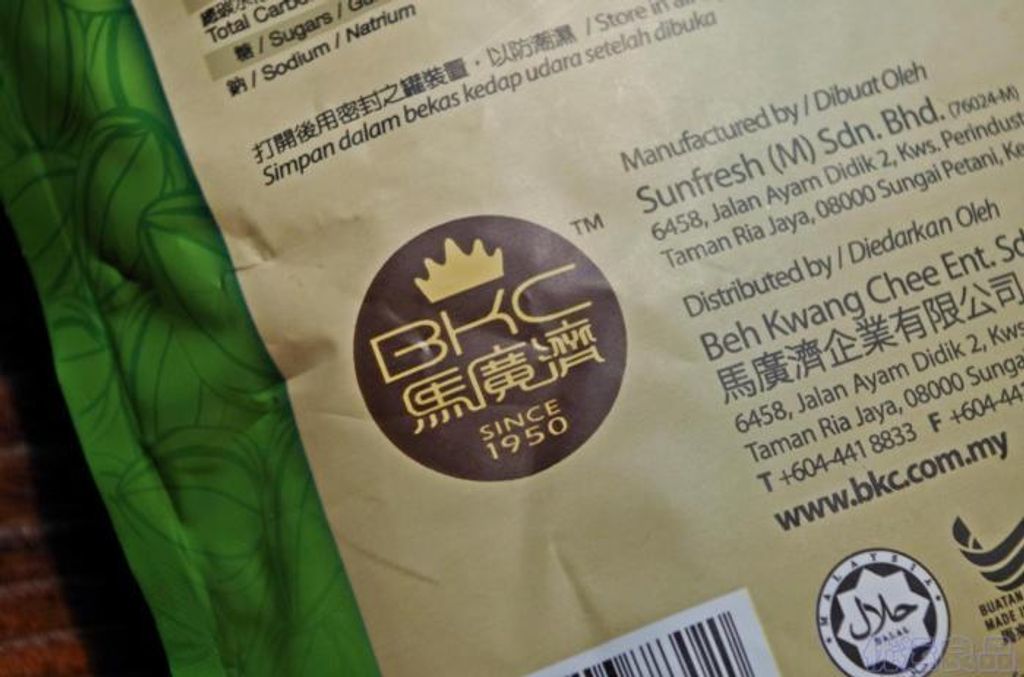 Total Carbo
糖 / Sugars / Gu
鈉 / Sodium / Natrium
打開後用密封之罐裝置，以防潮濕 / Store in air
Simpan dalam bekas kedap udara setelah dibuka
Manufactured by / Dibuat Oleh
Sunfresh (M) Sdn. Bhd. (76024-M)
6458, Jalan Ayam Didik 2, Kws. Perindust
Taman Ria Jaya, 08000 Sungai Petani, Ke
Distributed by / Diedarkan Oleh
Beh Kwang Chee Ent. Sd
馬廣濟企業有限公司
6458, Jalan Ayam Didik 2, Kws
Taman Ria Jaya, 08000 Sunga
T +604-441 8833 F +604-442
www.bkc.com.my
TM
BKC
馬廣濟
SINCE
1950
MALAYSIA
حلال
HALAL
BUATAN
MADE